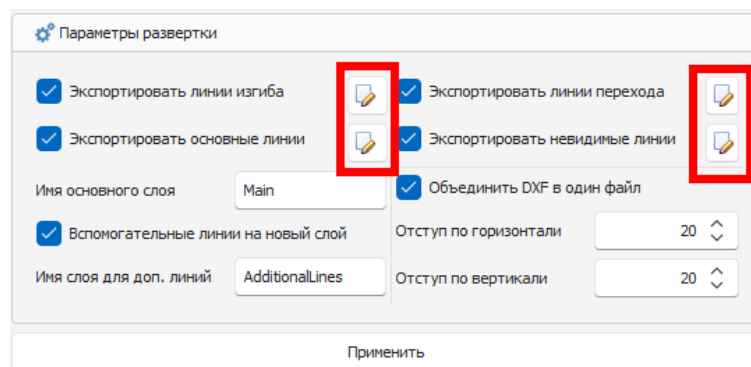 Параметры развертки
Экспортировать линии изгиба
Экспортировать линии перехода
Экспортировать основные линии
Экспортировать невидимые линии
Имя основного слоя
Main
Объединить DXF в один файл
Вспомогательные линии на новый слой
Отступ по горизонтали
20
Имя слоя для доп. линий
AdditionalLines
Отступ по вертикали
20
Применить